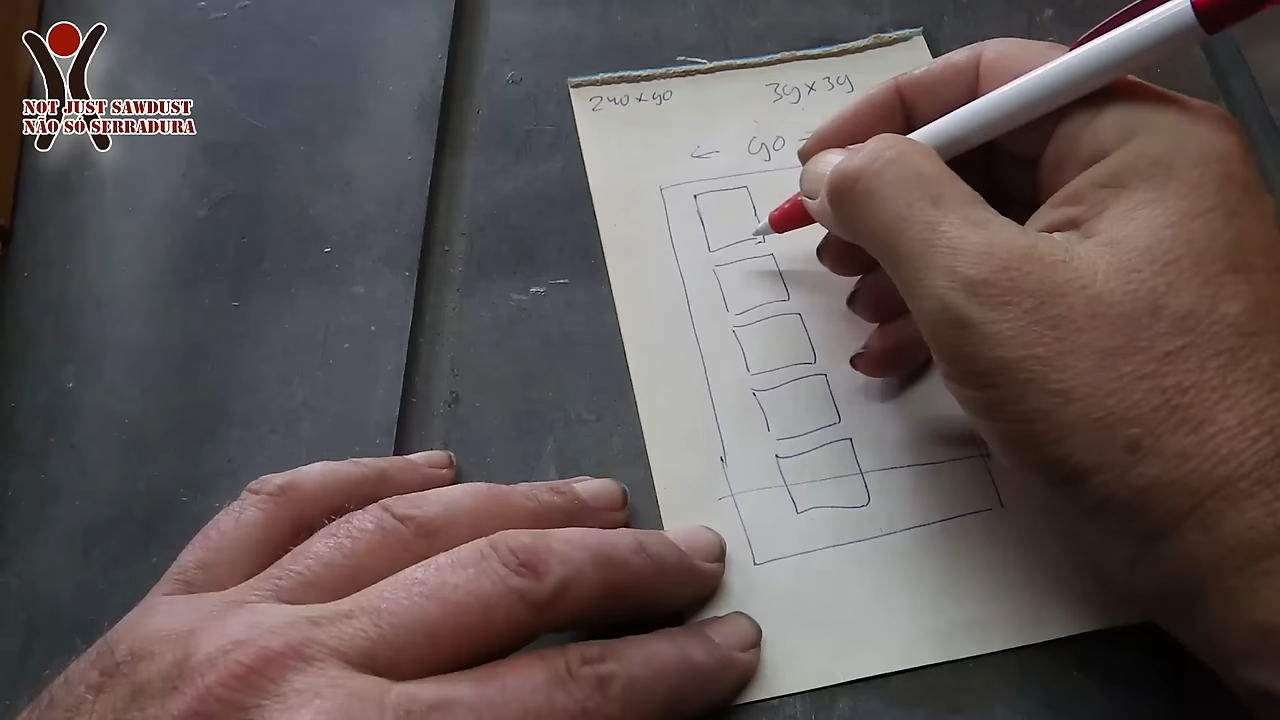 NOT JUST SAWDUST
NÃO SÓ SERRADURA
240 x 90 39 x 39
← 90